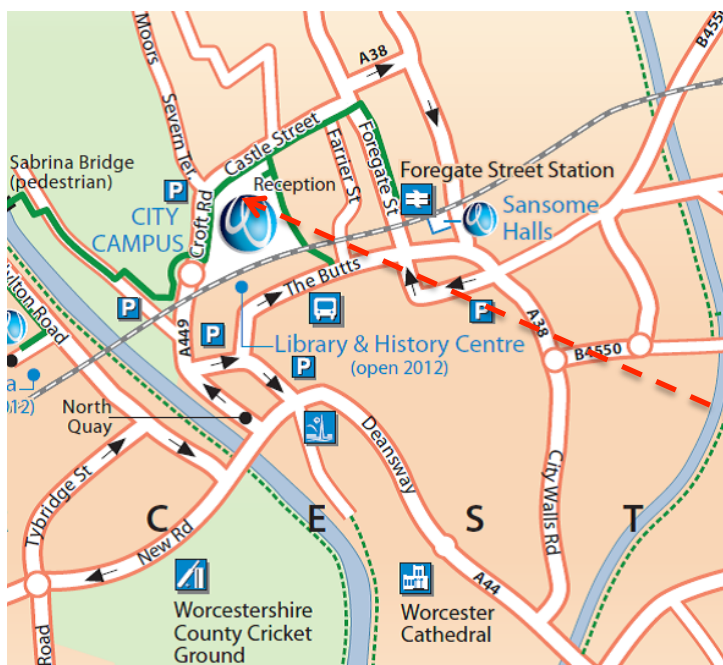 Moors
Severn Ter.
A38
B4550
Castle Street
Farrier St
Foregate St
Sabrina Bridge
(pedestrian)
P
Reception
Foregate Street Station
CITY
CAMPUS
Croft Rd
Sansome
Halls
The Butts
P
P
P
A38
B4550
A449
Library & History Centre
(open 2012)
P
a
012)
North
Quay
Deansway
City Walls Rd
Tybridge St
C E S T
New Rd
A44
Worcestershire
County Cricket
Ground
Worcester
Cathedral
Road